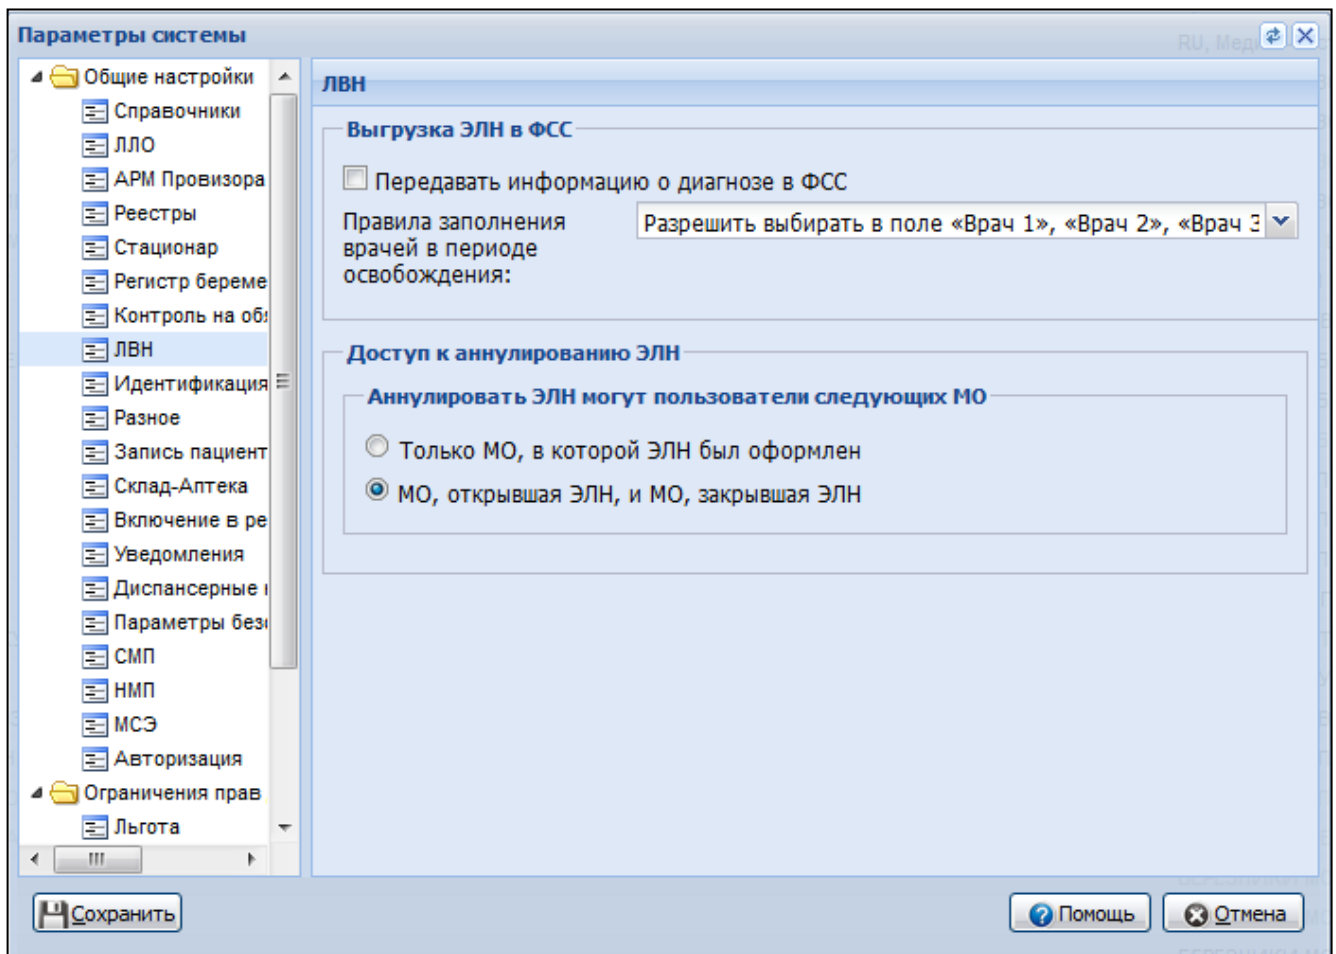 Параметры системы
Общие настройки
Справочники
ЛЛО
АРМ Провизора
Реестры
Стационар
Регистр береме
Контроль на обя
ЛВН
Идентификация
Разное
Запись пациент
Склад-Аптека
Включение в ре
Уведомления
Диспансерные
Параметры безо
СМП
НМП
МСЭ
Авторизация
Ограничения прав
Льгота
ЛВН
Выгрузка ЭЛН в ФСС
Передавать информацию о диагнозе в ФСС
Правила заполнения
врачей в периоде
освобождения:
Разрешить выбирать в поле «Врач 1», «Врач 2», «Врач 3
Доступ к аннулированию ЭЛН
Аннулировать ЭЛН могут пользователи следующих МО
Только МО, в которой ЭЛН был оформлен
МО, открывшая ЭЛН, и МО, закрывшая ЭЛН
Сохранить
Помощь
Отмена